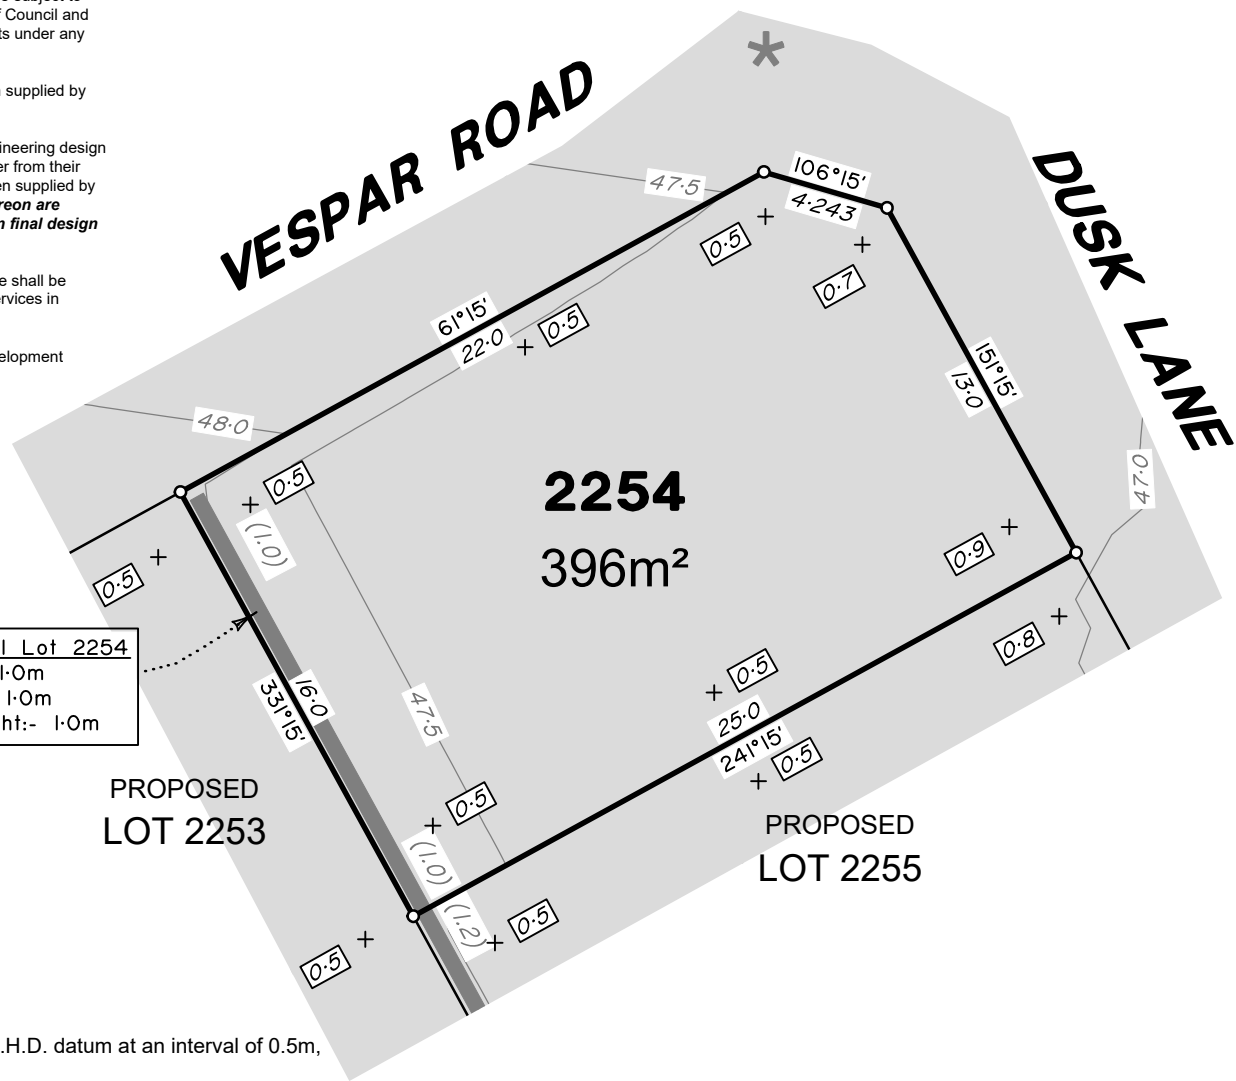 f Council and
ts under any
supplied by
ineering design
er from their
en supplied by
reon are
n final design
e shall be
ervices in
elopment
VESPAR ROAD
*
DUSK LANE
106°15'
4·243
47·5
0·5
0·7
61°15'
22·0
0·5
151°15'
13·0
48·0
47·0
2254
396m²
0·5
(1.0)
0·5
0·9
0·8
l Lot 2254
1·0m
1·0m
ht:- 1·0m
331°15'
16·0
47·5
0·5
25·0
241°15'
0·5
PROPOSED
LOT 2253
0·5
(1.0)
PROPOSED
LOT 2255
(1.2)
0·5
0·5
.H.D. datum at an interval of 0.5m,